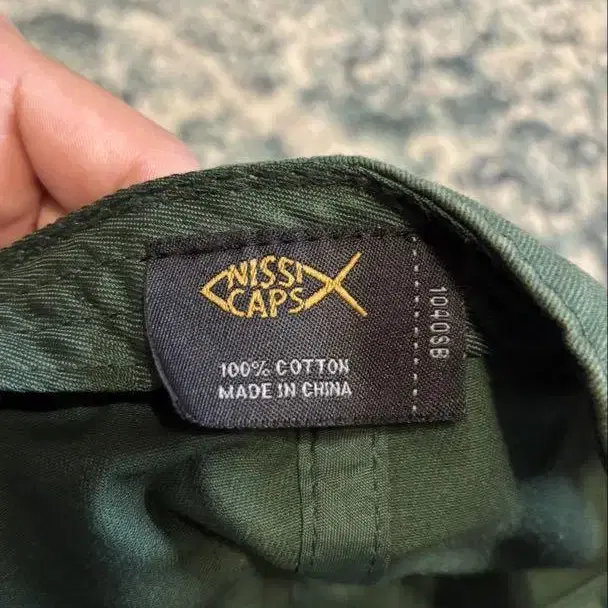 NISSI
CAPS
100% COTTON
MADE IN CHINA
1040SB